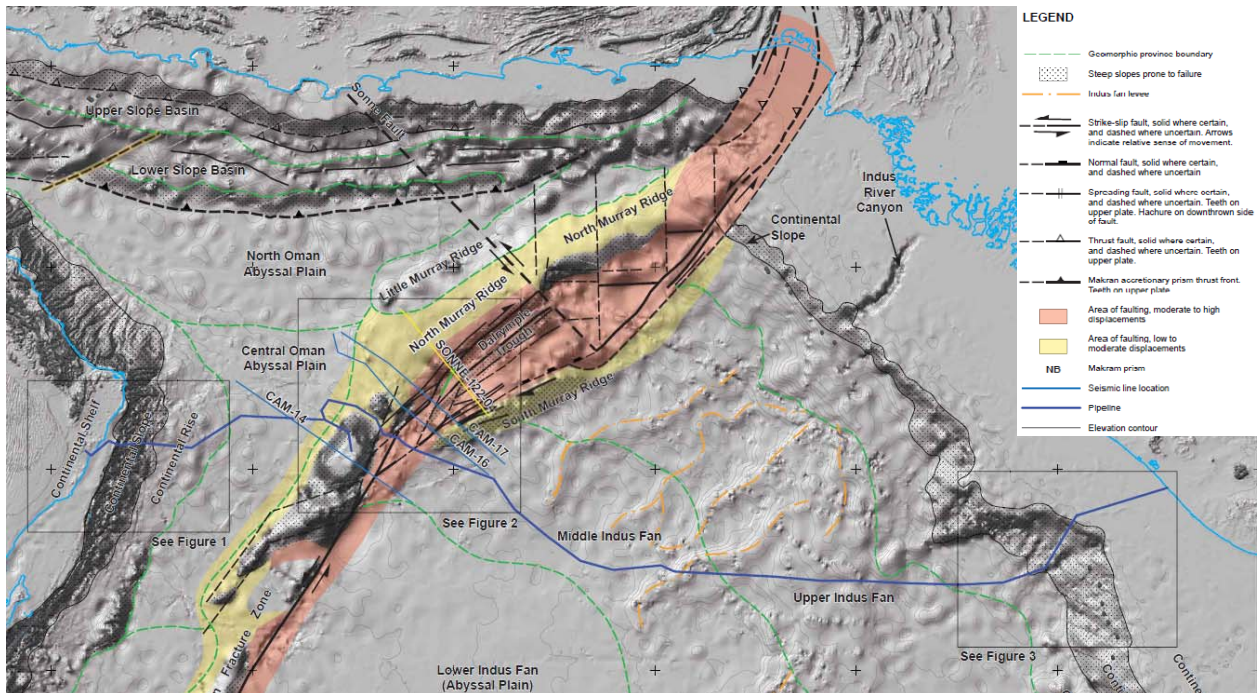 Upper Slope Basin
Lower Slope Basin
Sonne Fault
North Oman
Abyssal Plain
Little Murray Ridge
North Murray Ridge
North Murray Ridge
Dalrymple
Trough
SONNE-122-0
South Murray Ridge
Central Oman
Abyssal Plain
CAM-14
CAM-17
CAM-16
Continental Shelf
Continental Slope
Continental Rise
See Figure 1
See Figure 2
Middle Indus Fan
Upper Indus Fan
See Figure 3
Lower Indus Fan
(Abyssal Plain)
Fracture Zone
Continental
Slope
Indus
River
Canyon
LEGEND
Geomorphic province boundary
Steep slopes prone to failure
Indus fan levee
Strike-slip fault, solid where certain,
and dashed where uncertain. Arrows
indicate relative sense of movement.
Normal fault, solid where certain,
and dashed where uncertain
Spreading fault, solid where certain,
and dashed where uncertain. Teeth on
upper plate. Hachure on downthrown side
of fault.
Thrust fault, solid where certain,
and dashed where uncertain. Teeth on
upper plate.
Makran accretionary prism thrust front.
Teeth on upper plate
Area of faulting, moderate to high
displacements
Area of faulting, low to
moderate displacements
NB Makram prism
Seismic line location
Pipeline
Elevation contour